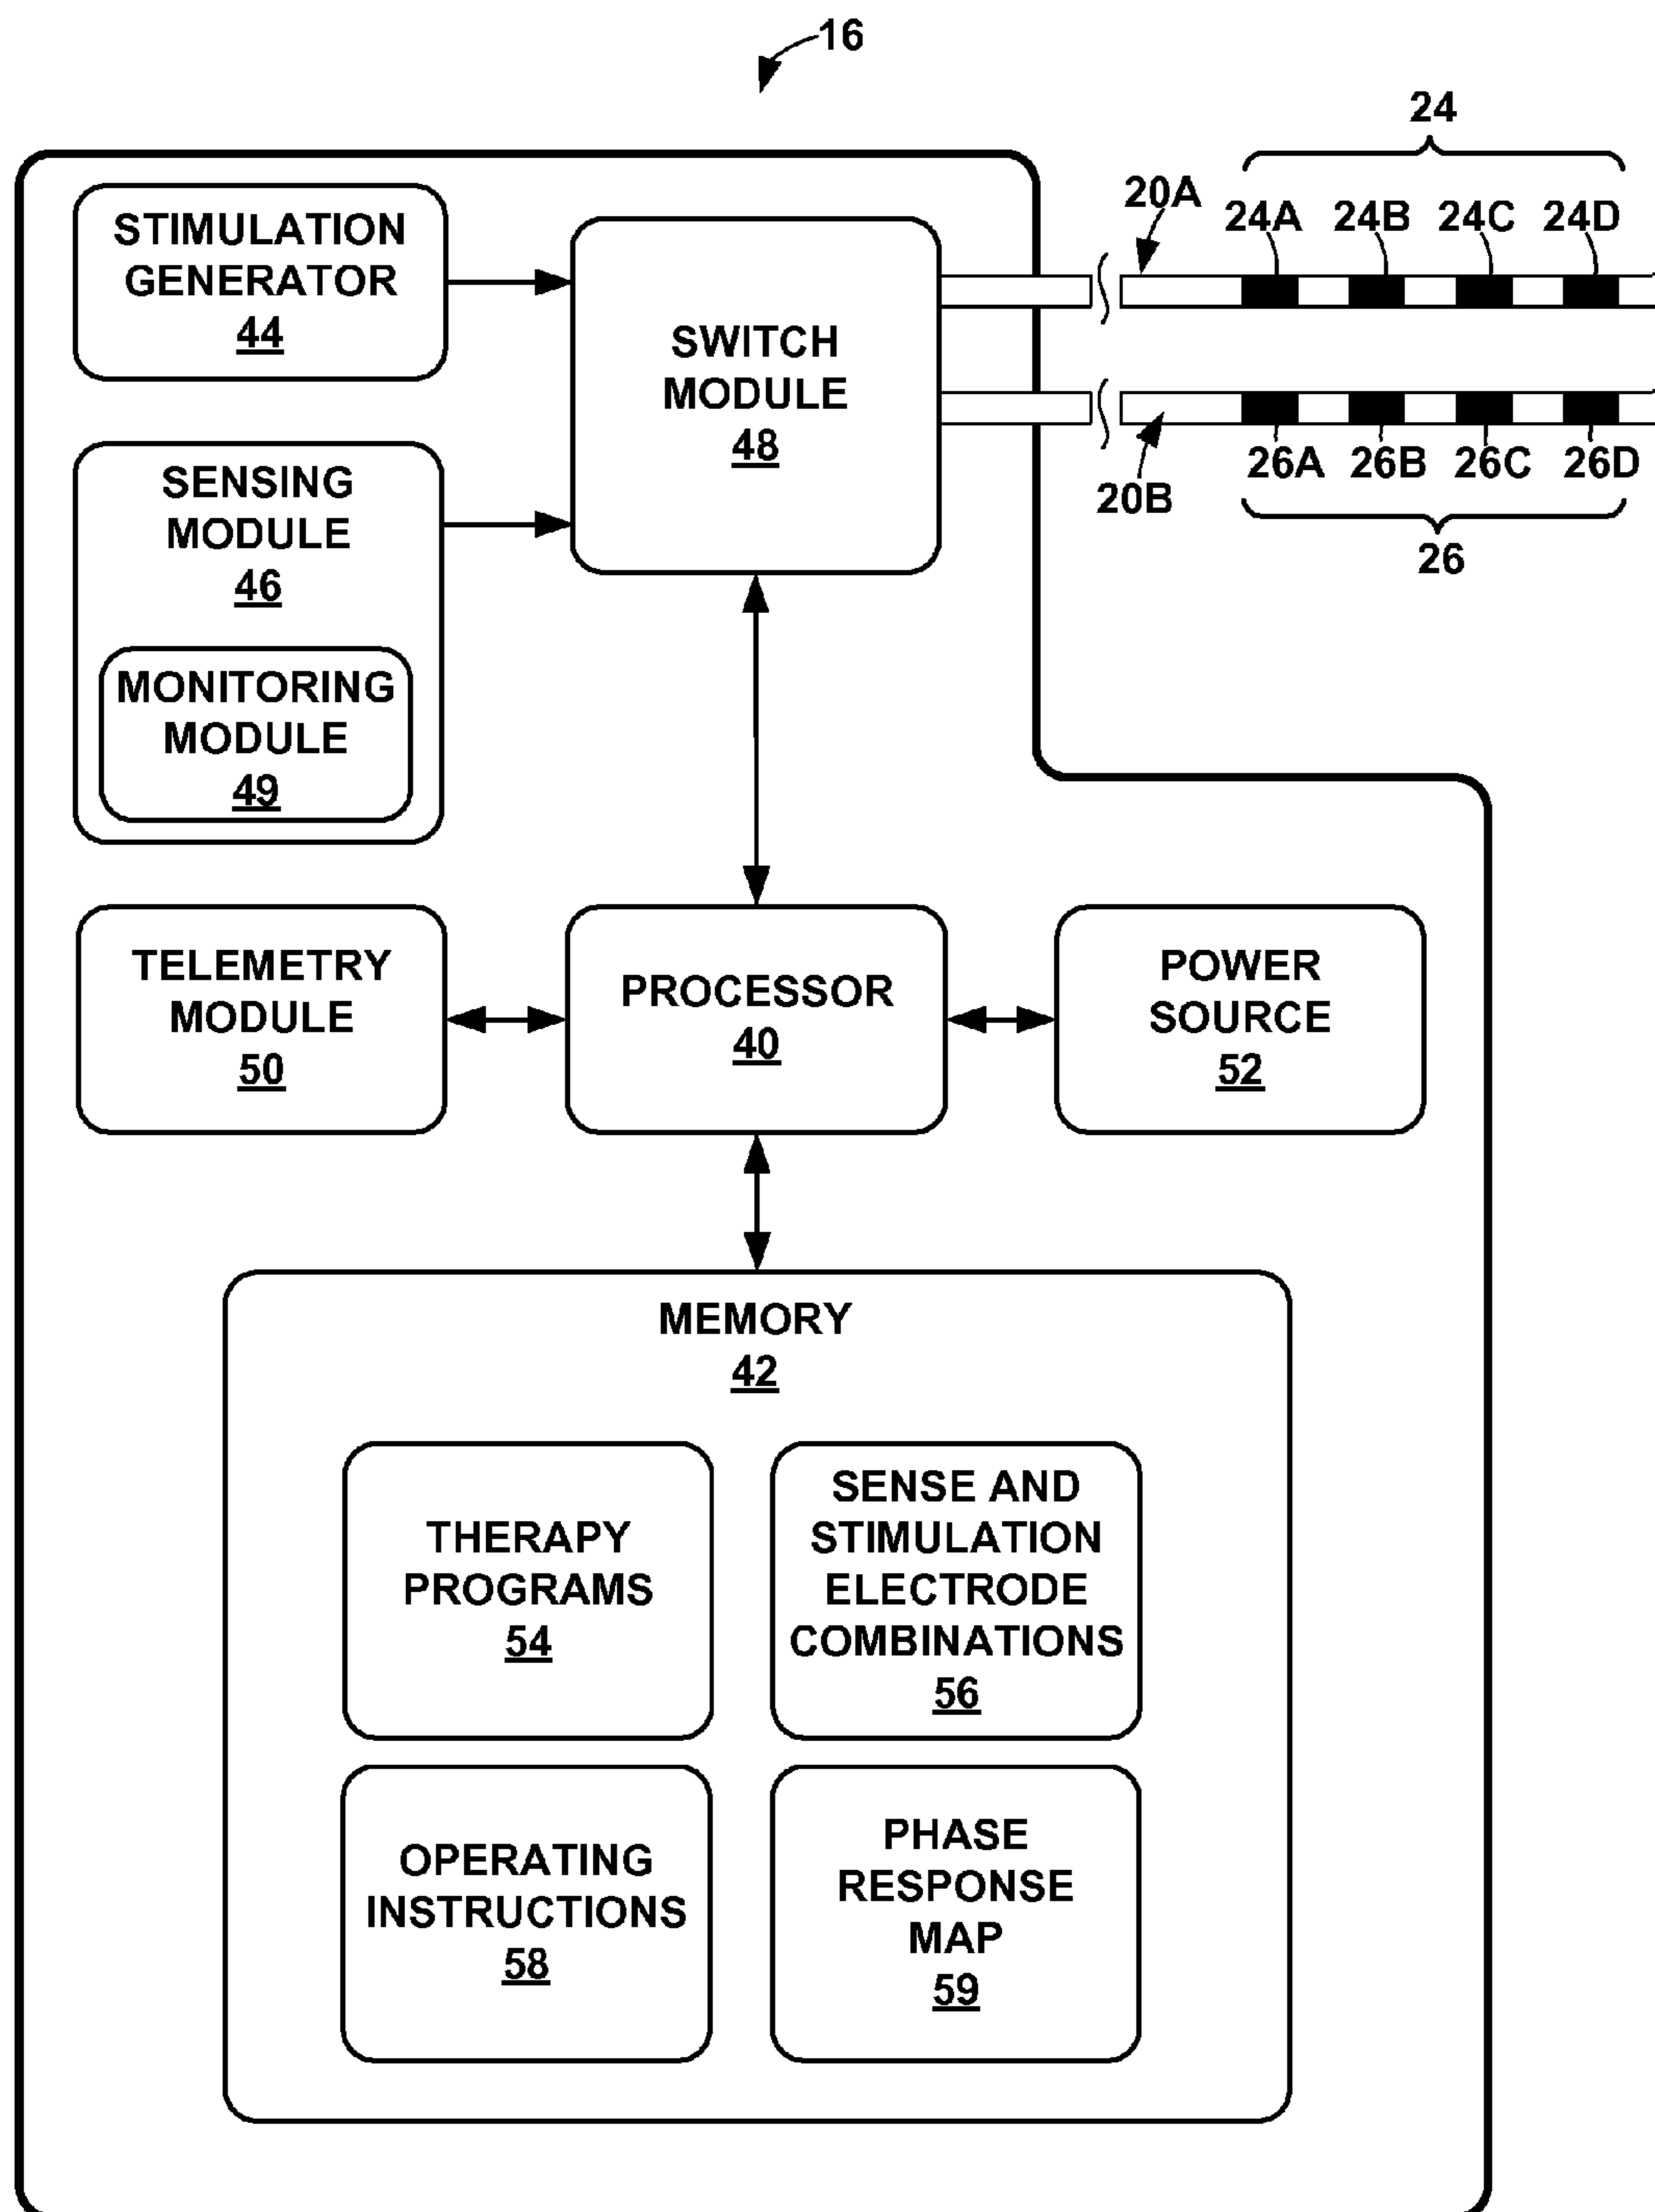 16
24
20A
24A 24B 24C 24D
STIMULATION
GENERATOR
44
SWITCH
MODULE
48
26A 26B 26C 26D
20B
26
SENSING
MODULE
46
MONITORING
MODULE
49
TELEMETRY
MODULE
50
PROCESSOR
40
POWER
SOURCE
52
MEMORY
42
THERAPY
PROGRAMS
54
SENSE AND
STIMULATION
ELECTRODE
COMBINATIONS
56
OPERATING
INSTRUCTIONS
58
PHASE
RESPONSE
MAP
59